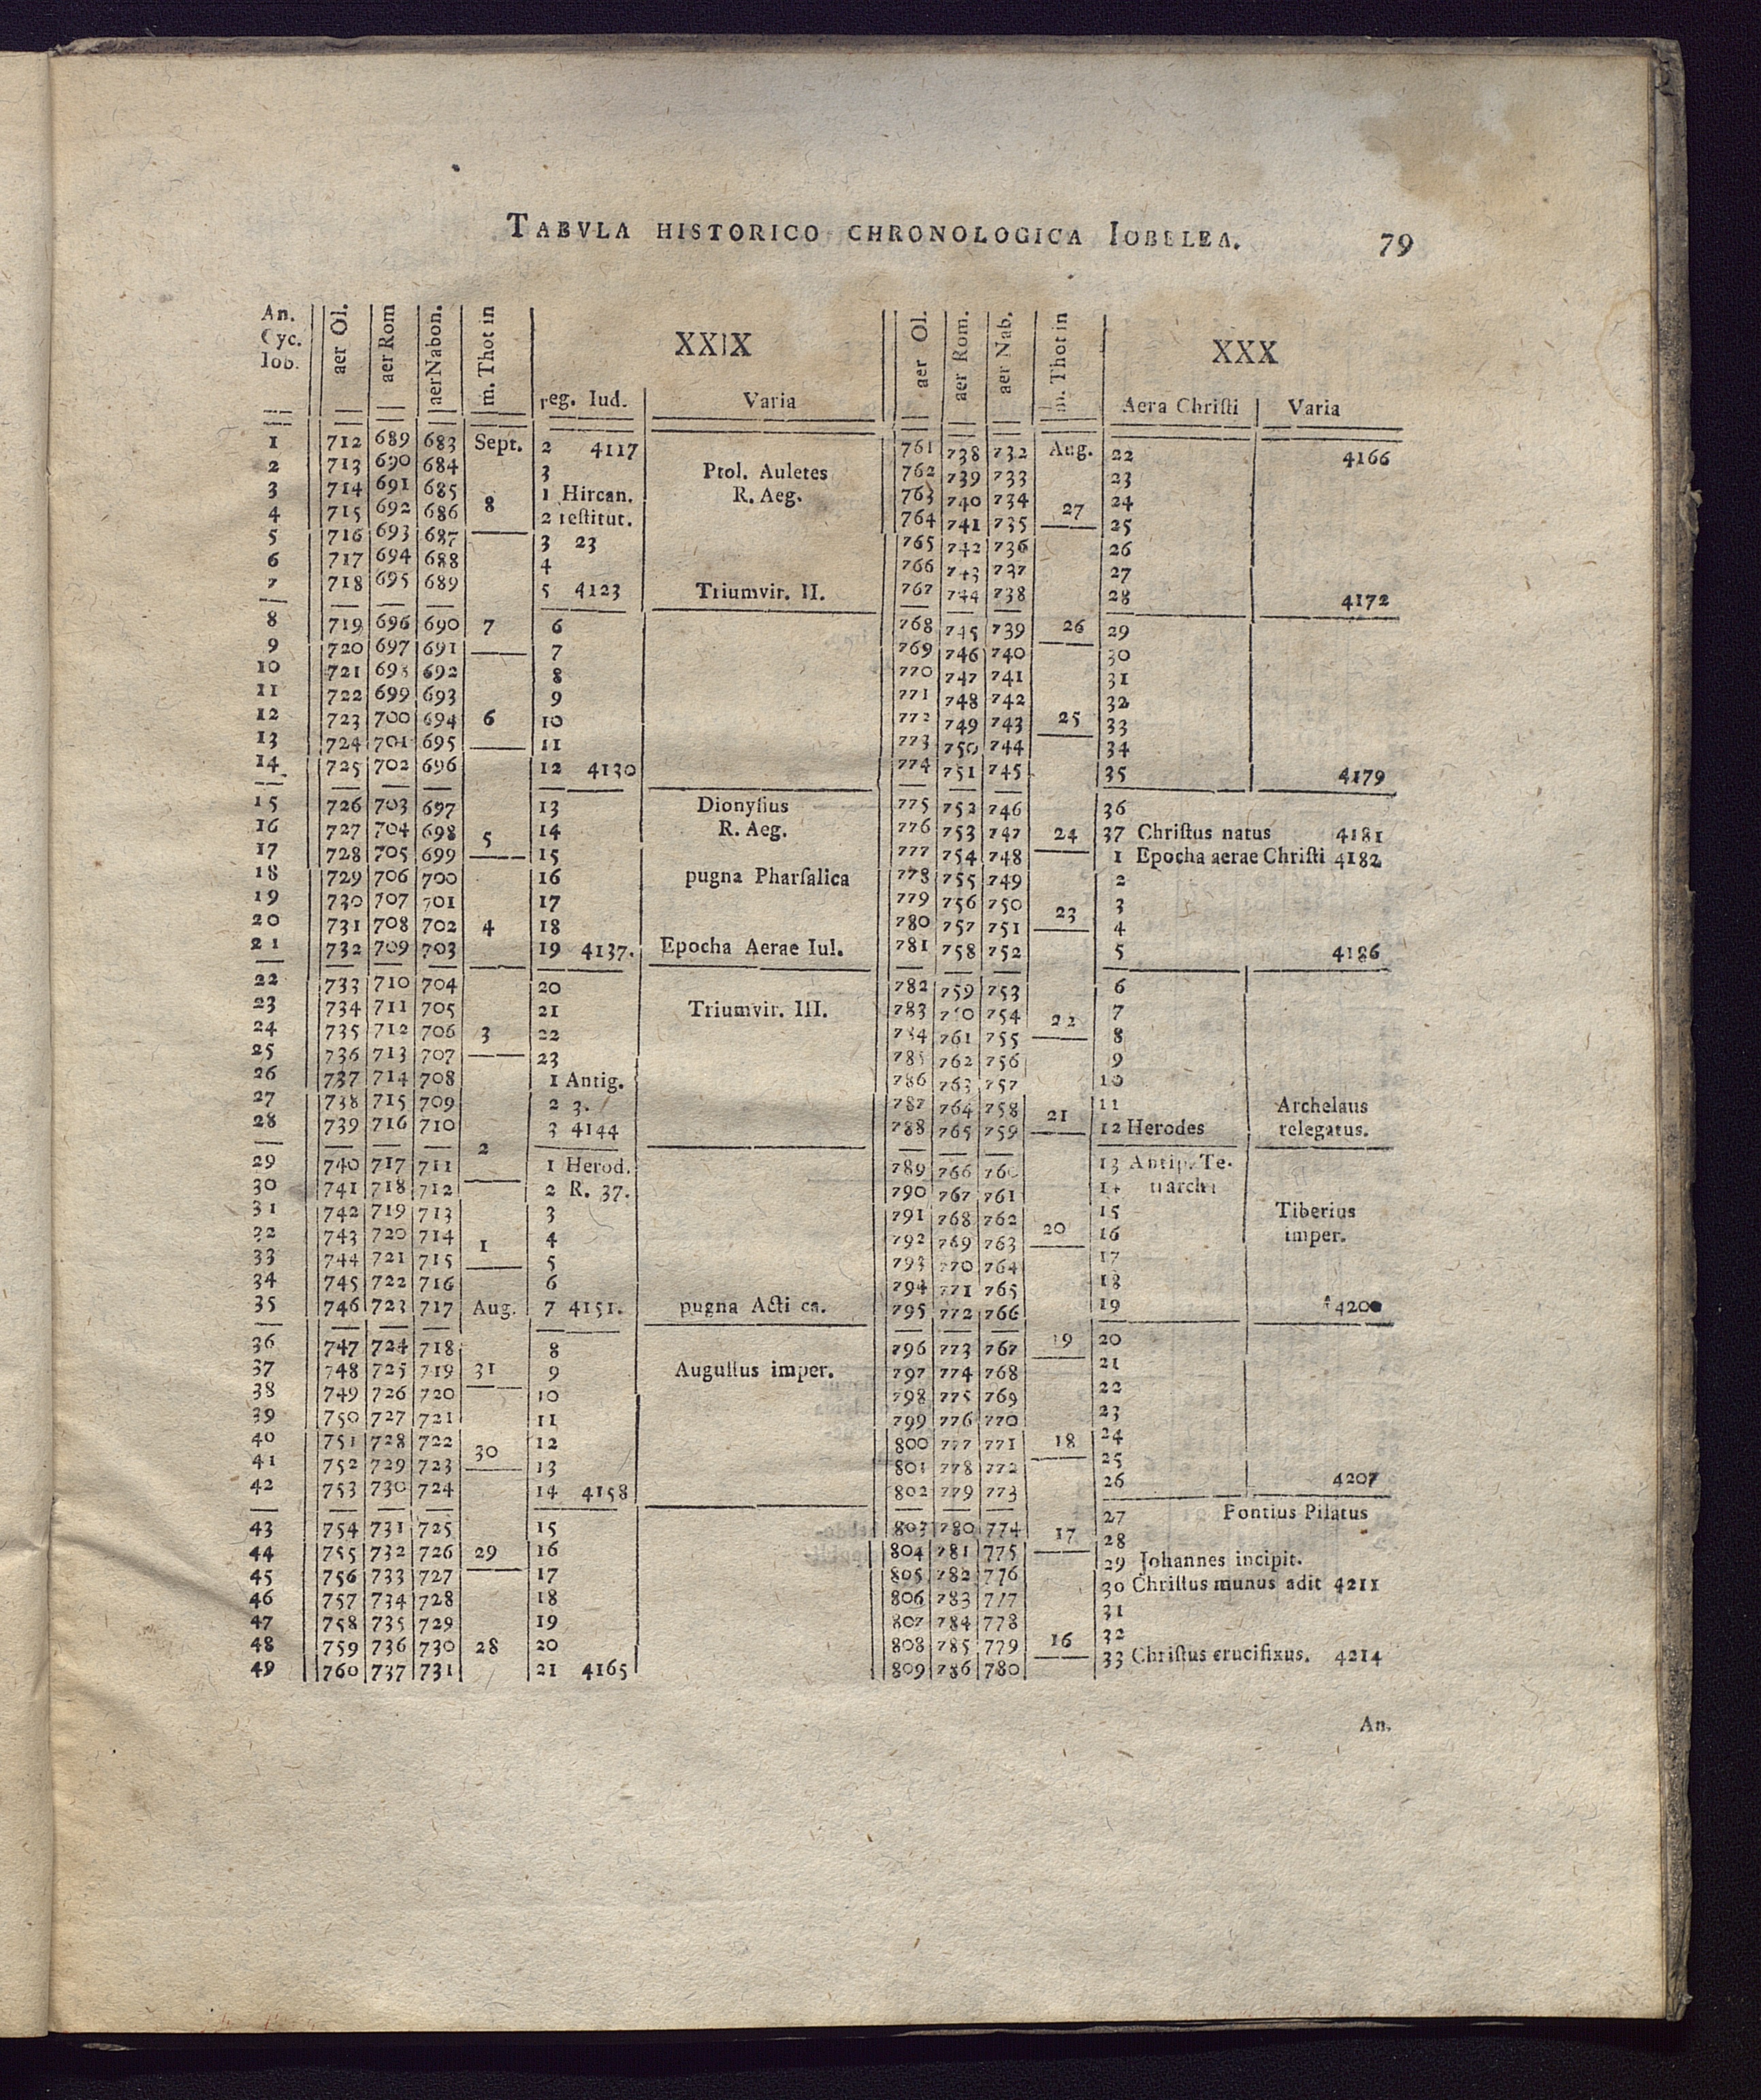 TABVLA HISTORICO CHRONOLOGICA IOBELEA. 79
An. Cyc. Iob. | aer Ol. | aer Rom | aer Nabon. | m. Thot in | XXIX | aer Ol. | aer Rom. | aer Nab. | m. Thot in | XXX
reg. Iud. | Varia | Aera Chriſti | Varia
1 712 689 683 Sept. 2 4117 761 738 732 Aug. 22 4166
2 713 690 684 3 Ptol. Auletes 762 739 733 23
3 714 691 685 8 1 Hircan. R. Aeg. 763 740 734 27 24
4 715 692 686 2 reſtitut. 764 741 735 25
5 716 693 687 3 23 765 742 736 26
6 717 694 688 4 766 743 737 27
7 718 695 689 5 4123 Triumvir. II. 767 744 738 28 4172
8 719 696 690 7 6 768 745 739 26 29
9 720 697 691 7 769 746 740 30
10 721 698 692 8 770 747 741 31
11 722 699 693 9 771 748 742 32
12 723 700 694 6 10 772 749 743 25 33
13 724 701 695 11 773 750 744 34
14 725 702 696 12 4130 774 751 745 35 4179
15 726 703 697 13 Dionyſius 775 752 746 36
16 727 704 698 5 14 R. Aeg. 776 753 747 24 37 Chriſtus natus 4181
17 728 705 699 15 777 754 748 1 Epocha aerae Chriſti 4182
18 729 706 700 16 pugna Pharſalica 778 755 749 2
19 730 707 701 17 779 756 750 23 3
20 731 708 702 4 18 780 757 751 4
21 732 709 703 19 4137. Epocha Aerae Iul. 781 758 752 5 4186
22 733 710 704 20 782 759 753 6
23 734 711 705 21 Triumvir. III. 783 760 754 22 7
24 735 712 706 3 22 784 761 755 8
25 736 713 707 23 785 762 756 9
26 737 714 708 1 Antig. 786 763 757 10
27 738 715 709 2 3. 787 764 758 21 11 Archelaus
28 739 716 710 3 4144 788 765 759 12 Herodes relegatus.
2
29 740 717 711 1 Herod. 789 766 760 13 Antip. Te-
30 741 718 712 2 R. 37. 790 767 761 14 trarcha
31 742 719 713 3 791 768 762 20 15 Tiberius
32 743 720 714 1 4 792 769 763 16 imper.
33 744 721 715 5 793 770 764 17
34 745 722 716 6 794 771 765 18
35 746 723 717 Aug. 7 4151. pugna Acti ca. 795 772 766 19 4200
36 747 724 718 8 796 773 767 19 20
37 748 725 719 31 9 Auguſtus imper. 797 774 768 21
38 749 726 720 10 798 775 769 22
39 750 727 721 11 799 776 770 23
40 751 728 722 30 12 800 777 771 18 24
41 752 729 723 13 801 778 772 25
42 753 730 724 14 4158 802 779 773 26 4207
43 754 731 725 15 803 780 774 17 27 Pontius Pilatus
44 755 732 726 29 16 804 781 775 28
45 756 733 727 17 805 782 776 29 Johannes incipit.
46 757 734 728 18 806 783 777 30 Chriſtus munus adit 4211
47 758 735 729 19 807 784 778 31
48 759 736 730 28 20 808 785 779 16 32
49 760 737 731 21 4165 809 786 780 33 Chriſtus crucifixus. 4214
An.